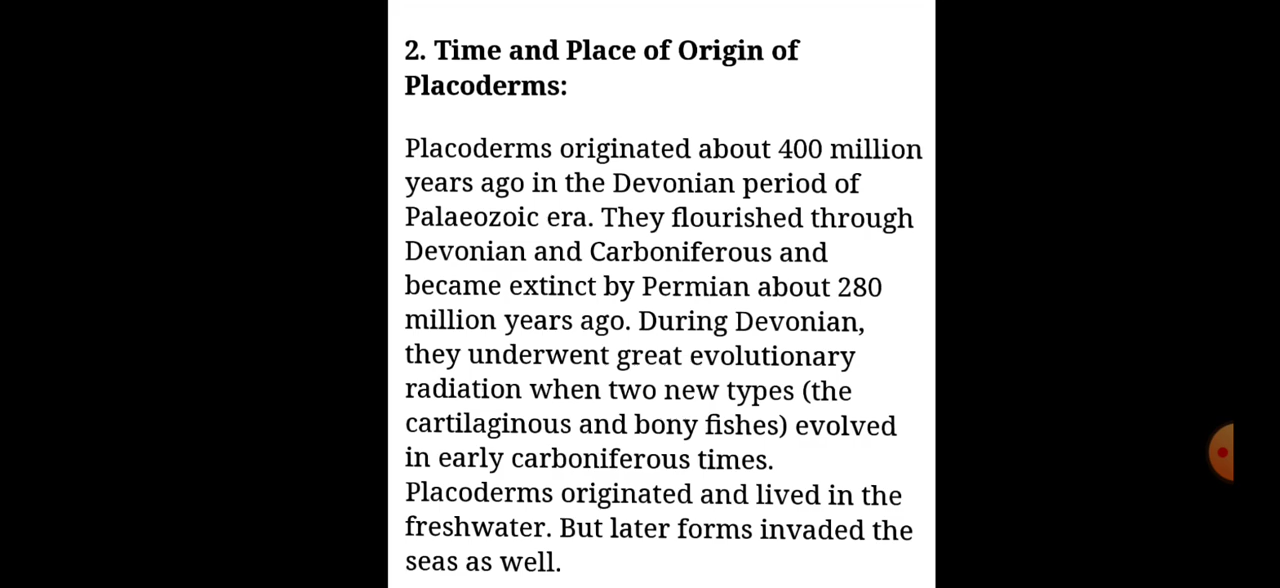 2. Time and Place of Origin of
Placoderms:
Placoderms originated about 400 million
years ago in the Devonian period of
Palaeozoic era. They flourished through
Devonian and Carboniferous and
became extinct by Permian about 280
million years ago. During Devonian,
they underwent great evolutionary
radiation when two new types (the
cartilaginous and bony fishes) evolved
in early carboniferous times.
Placoderms originated and lived in the
freshwater. But later forms invaded the
seas as well.